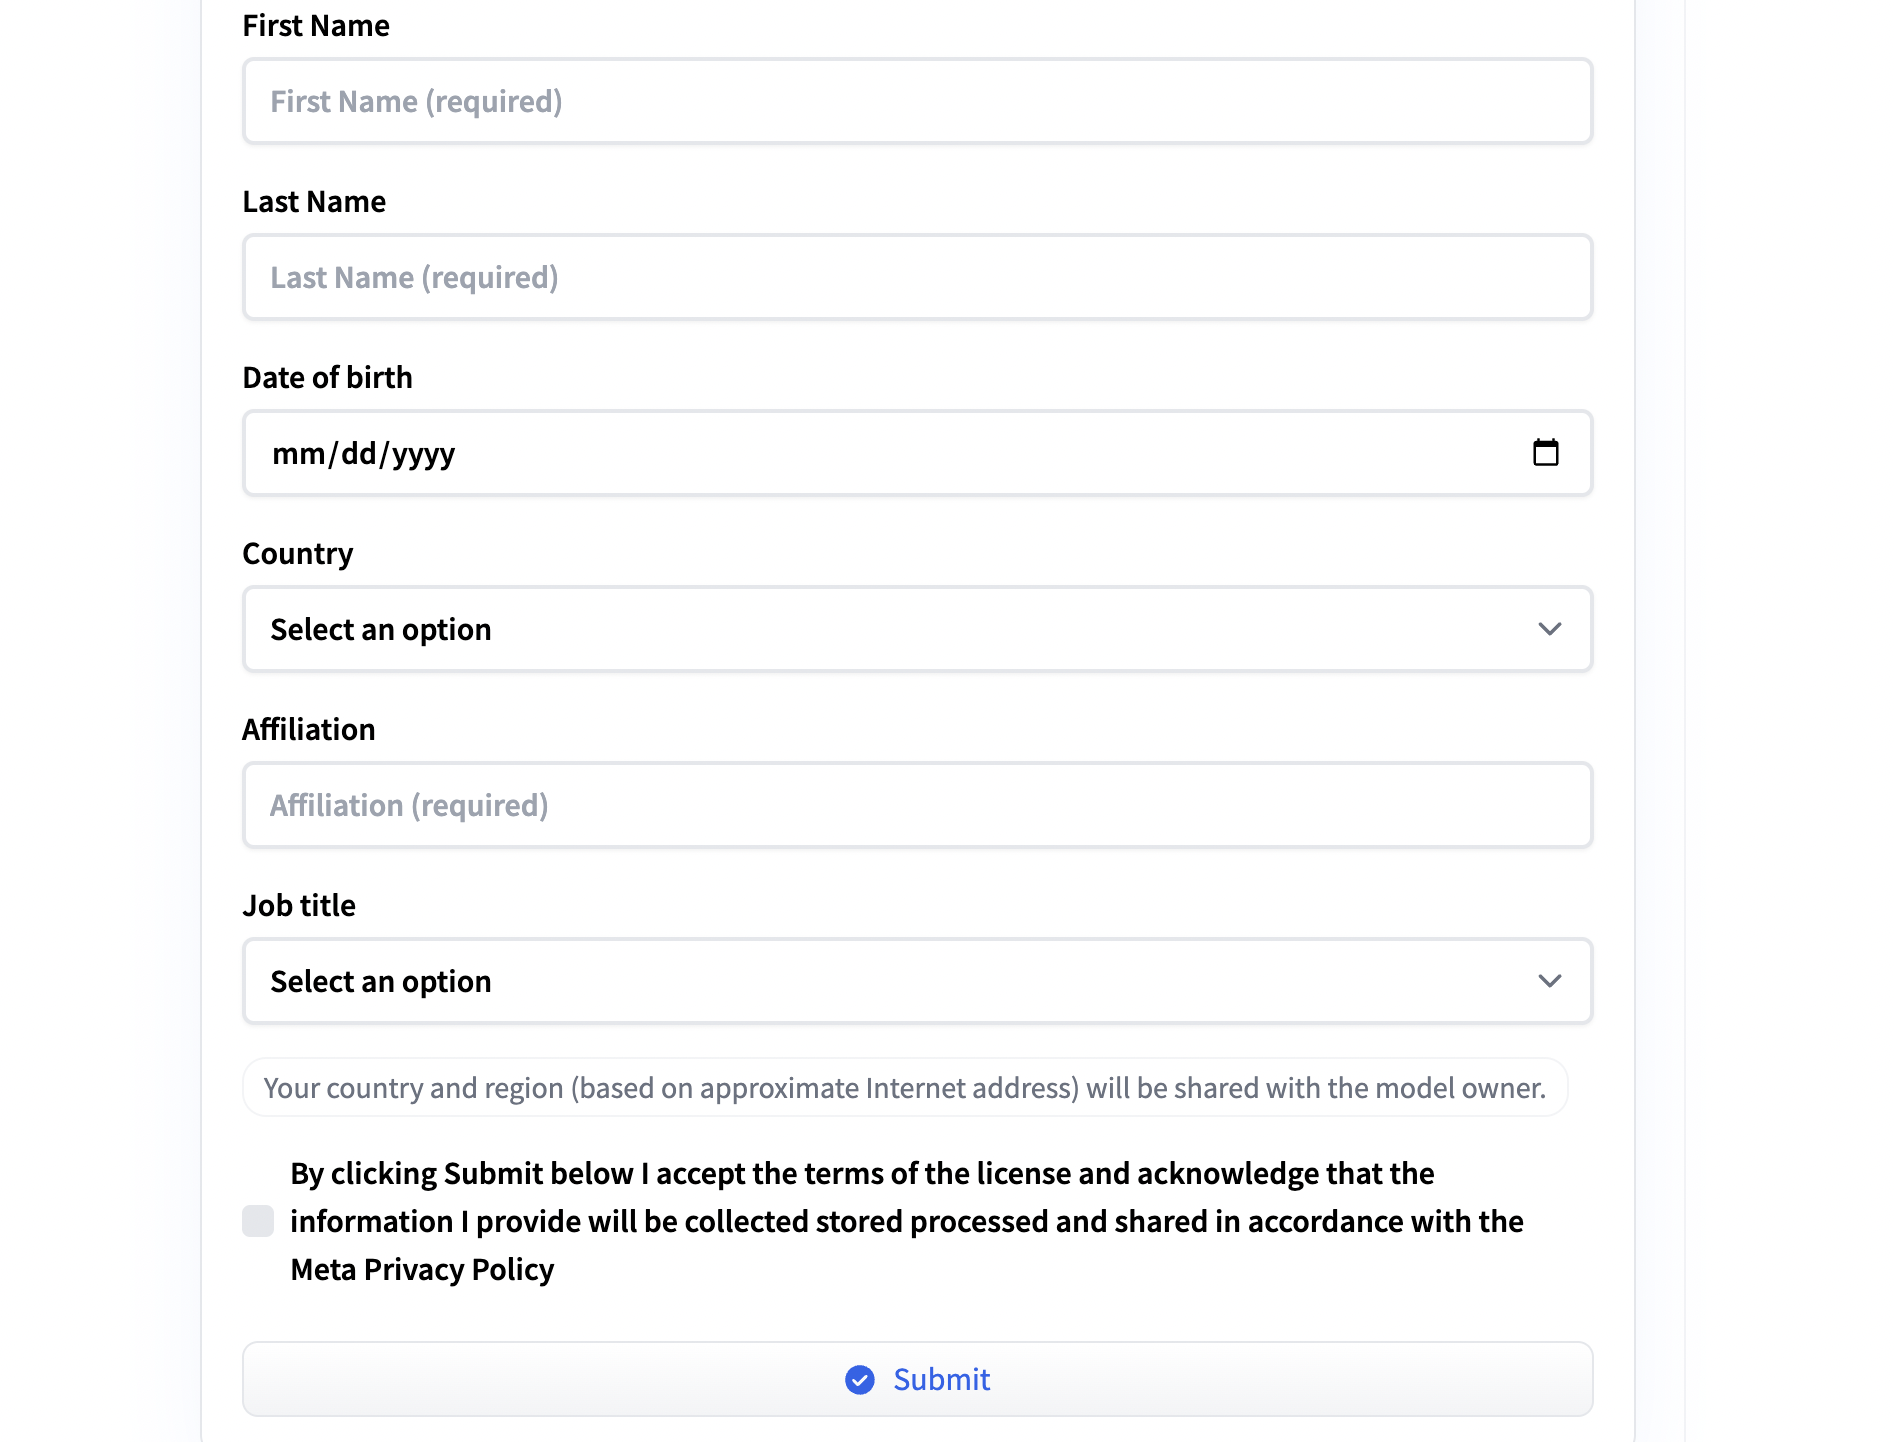 First Name
First Name (required)
Last Name
Last Name (required)
Date of birth
mm/dd/yyyy
Country
Select an option
Affiliation
Affiliation (required)
Job title
Select an option
Your country and region (based on approximate Internet address) will be shared with the model owner.
By clicking Submit below I accept the terms of the license and acknowledge that the
information I provide will be collected stored processed and shared in accordance with the
Meta Privacy Policy
Submit